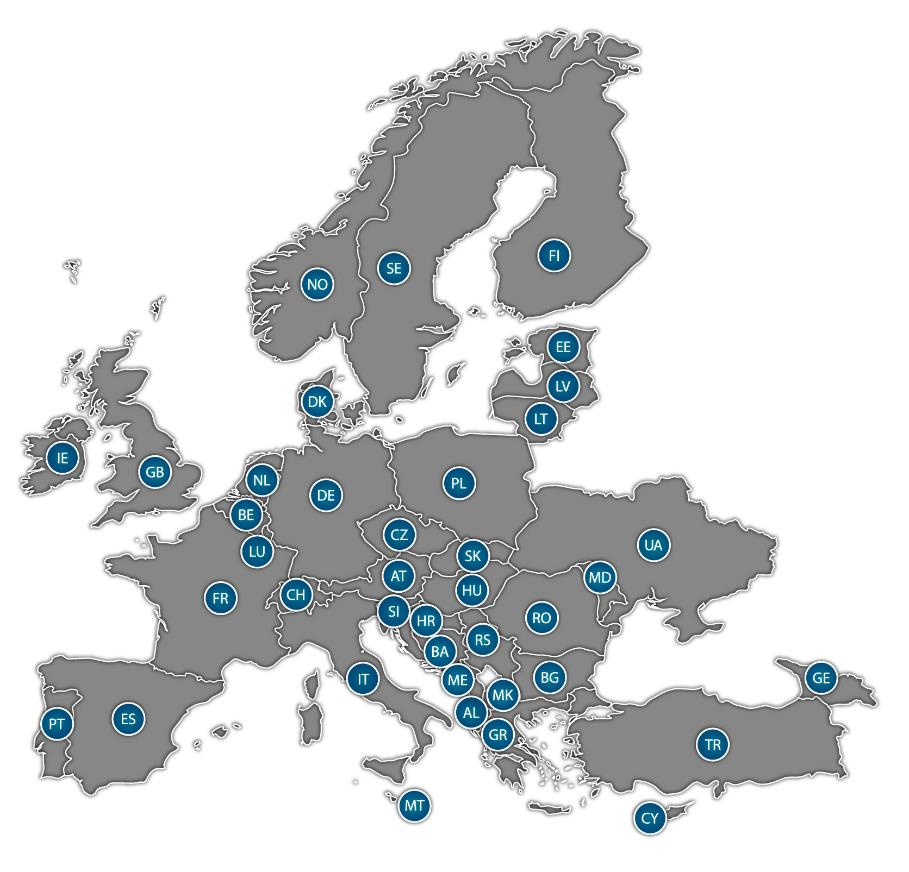 FI
SE
NO
EE
LV
DK
LT
IE
GB
NL
PL
DE
BE
CZ
UA
LU
SK
AT
MD
HU
CH
FR
SI
RO
HR
RS
BA
BG
GE
IT
ME
MK
AL
ES
PT
GR
TR
MT
CY